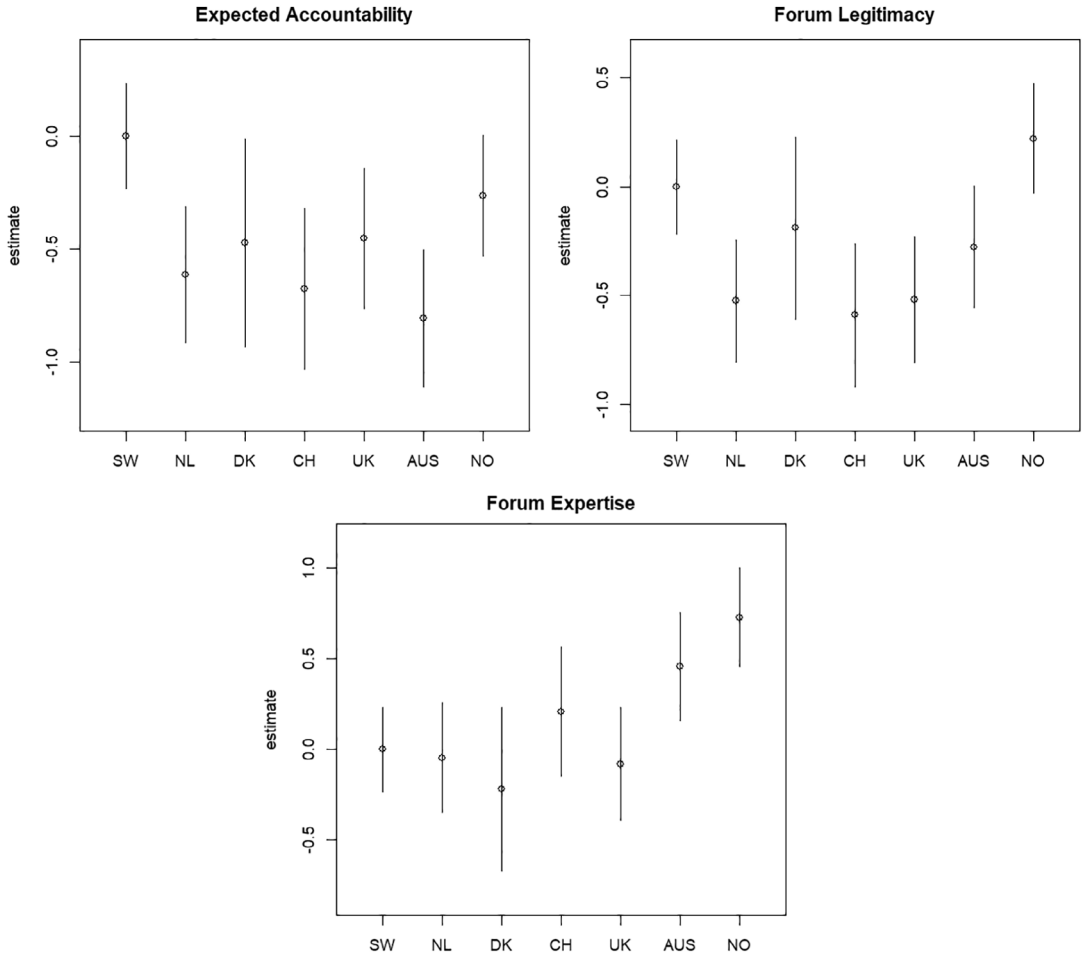 Expected Accountability
estimate
0.0
-0.5
-1.0
SW NL DK CH UK AUS NO
Forum Legitimacy
estimate
0.5
0.0
-0.5
-1.0
SW NL DK CH UK AUS NO
Forum Expertise
estimate
1.0
0.5
0.0
-0.5
SW NL DK CH UK AUS NO